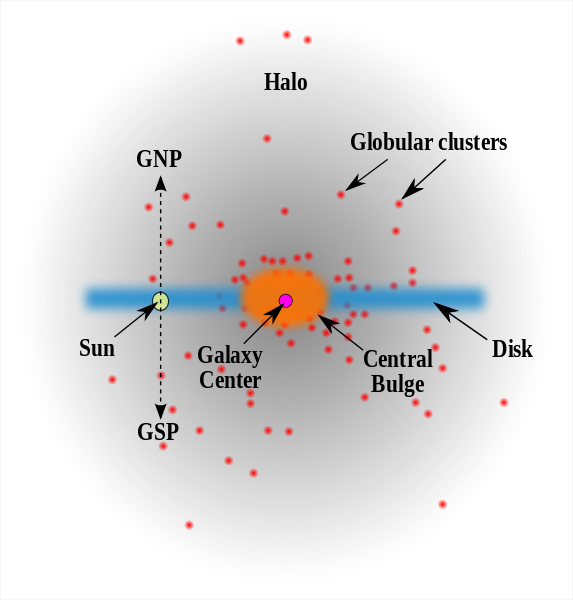 Halo
Globular clusters
GNP
Sun
Galaxy
Center
Central
Bulge
Disk
GSP